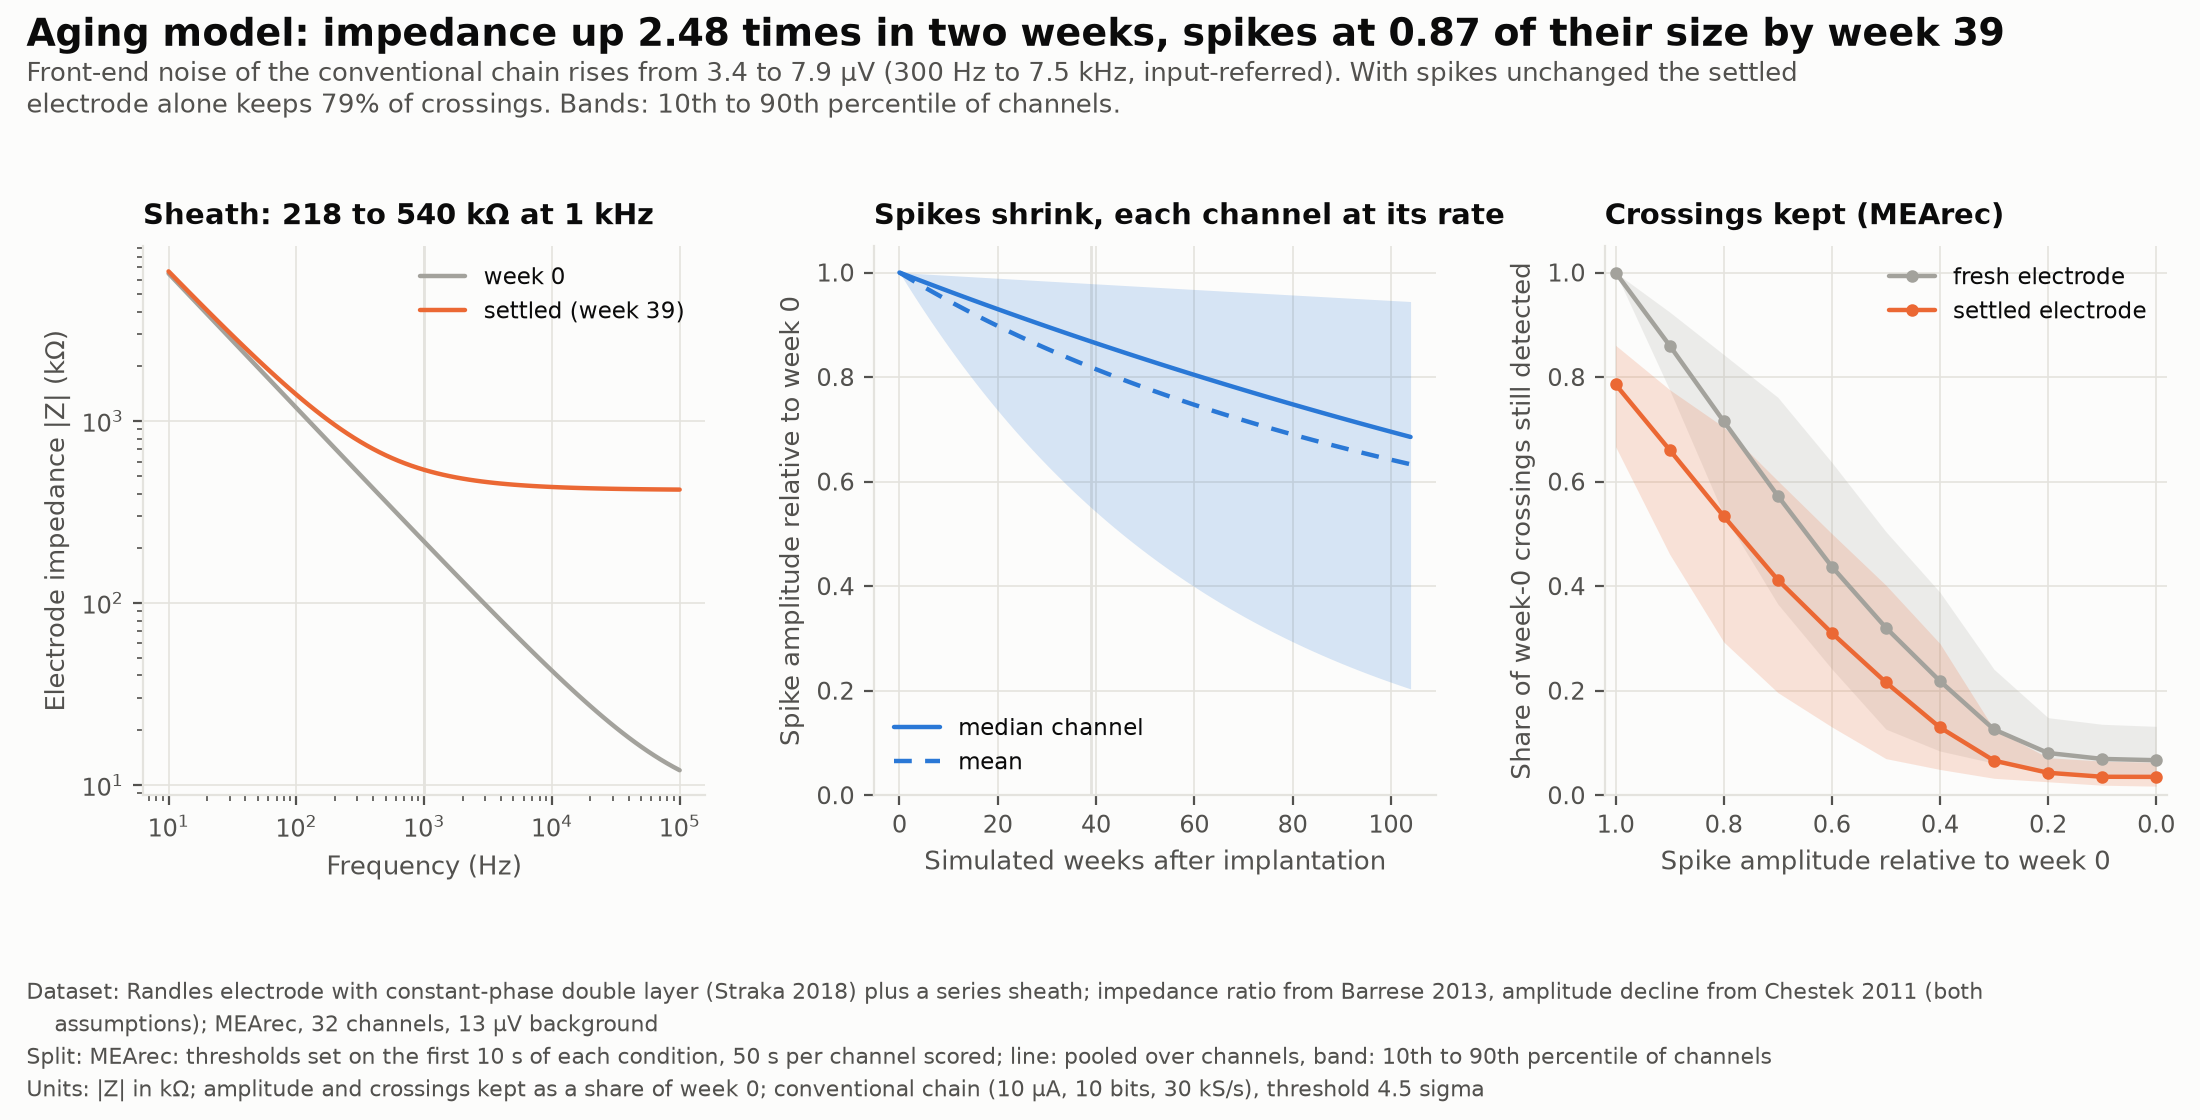 Aging model: impedance up 2.48 times in two weeks, spikes at 0.87 of their size by week 39
Front-end noise of the conventional chain rises from 3.4 to 7.9 µV (300 Hz to 7.5 kHz, input-referred). With spikes unchanged the settled
electrode alone keeps 79% of crossings. Bands: 10th to 90th percentile of channels.
Sheath: 218 to 540 kΩ at 1 kHz
Electrode impedance |Z| (kΩ)
10³
10²
10¹
week 0
settled (week 39)
10¹ 10² 10³ 10⁴ 10⁵
Frequency (Hz)
Spikes shrink, each channel at its rate
Spike amplitude relative to week 0
1.0
0.8
0.6
0.4
0.2
0.0
median channel
mean
0 20 40 60 80 100
Simulated weeks after implantation
Crossings kept (MEArec)
Share of week-0 crossings still detected
1.0
0.8
0.6
0.4
0.2
0.0
fresh electrode
settled electrode
1.0 0.8 0.6 0.4 0.2 0.0
Spike amplitude relative to week 0
Dataset: Randles electrode with constant-phase double layer (Straka 2018) plus a series sheath; impedance ratio from Barrese 2013, amplitude decline from Chestek 2011 (both
assumptions); MEArec, 32 channels, 13 µV background
Split: MEArec: thresholds set on the first 10 s of each condition, 50 s per channel scored; line: pooled over channels, band: 10th to 90th percentile of channels
Units: |Z| in kΩ; amplitude and crossings kept as a share of week 0; conventional chain (10 µA, 10 bits, 30 kS/s), threshold 4.5 sigma